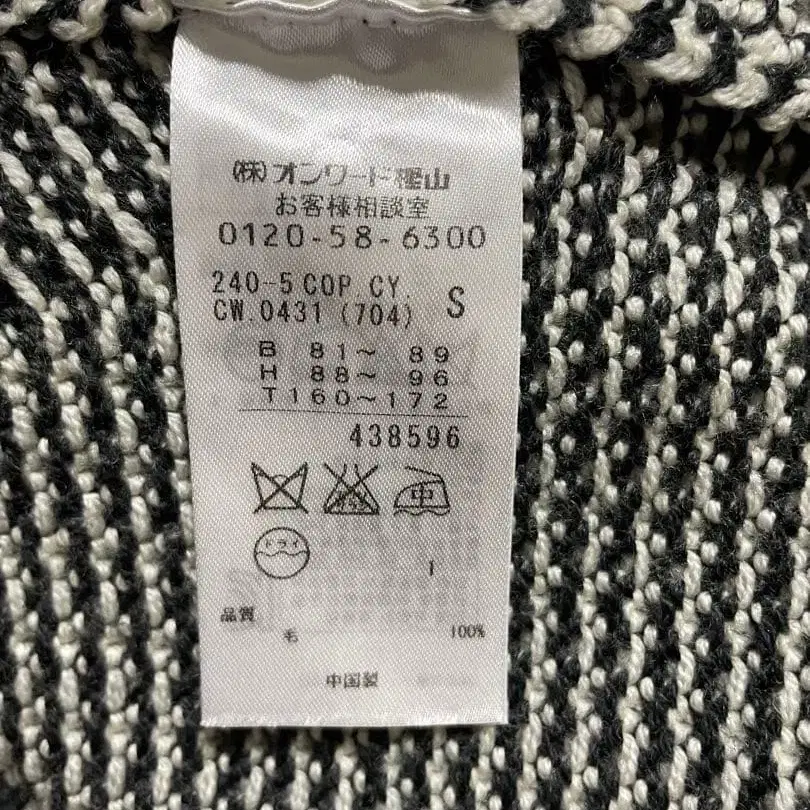 (株)オンワード樫山
お客様相談室
0120-58-6300
240-5 COP CY. S
CW.0431 (704)
B 81～ 89
H 88～ 96
T160～172
438596
中
ドライ
品質
毛 100%
中国製